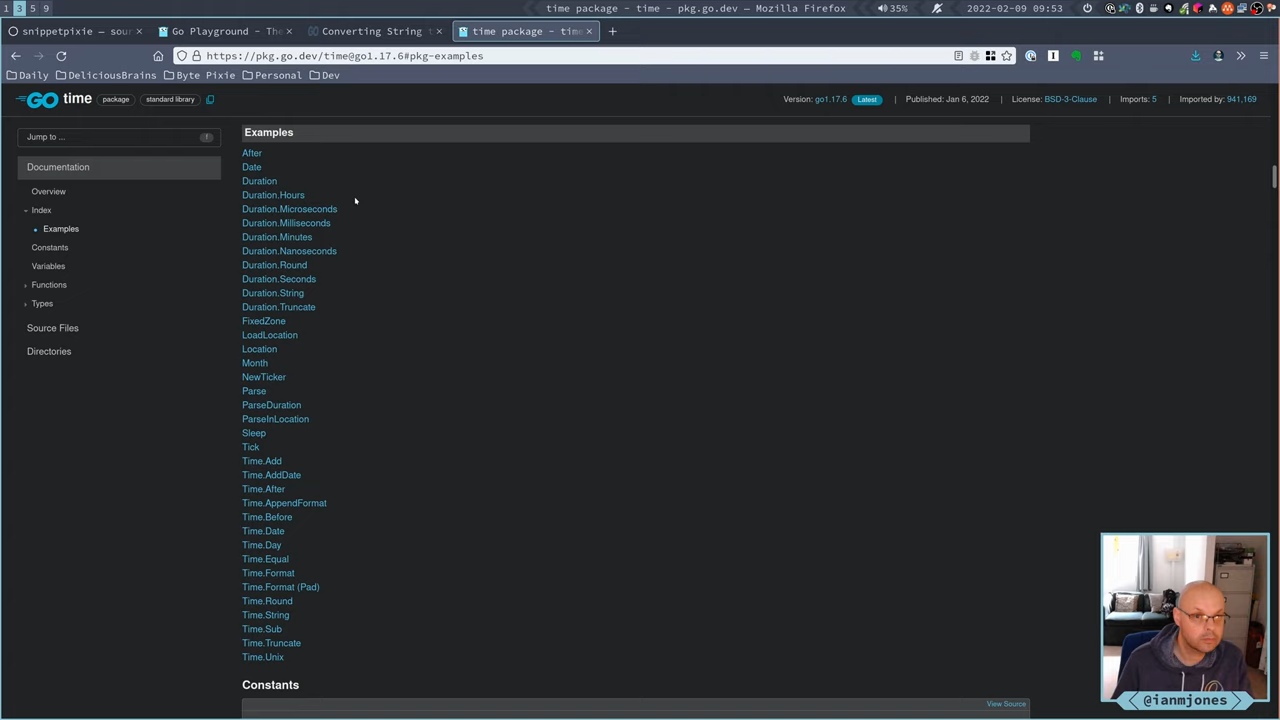 1 3 5 9
time package - time - pkg.go.dev — Mozilla Firefox
35%
2022-02-09 09:53
snippetpixie — sour
Go Playground - The
Converting String t
time package - time
https://pkg.go.dev/time@go1.17.6#pkg-examples
Daily
DeliciousBrains
Byte Pixie
Personal
Dev
GO time package standard library
Version: go1.17.6 Latest | Published: Jan 6, 2022 | License: BSD-3-Clause | Imports: 5 | Imported by: 941,169
Jump to ... f
Documentation
Overview
Index
Examples
Constants
Variables
Functions
Types
Source Files
Directories
Examples
After
Date
Duration
Duration.Hours
Duration.Microseconds
Duration.Milliseconds
Duration.Minutes
Duration.Nanoseconds
Duration.Round
Duration.Seconds
Duration.String
Duration.Truncate
FixedZone
LoadLocation
Location
Month
NewTicker
Parse
ParseDuration
ParseInLocation
Sleep
Tick
Time.Add
Time.AddDate
Time.After
Time.AppendFormat
Time.Before
Time.Date
Time.Day
Time.Equal
Time.Format
Time.Format (Pad)
Time.Round
Time.String
Time.Sub
Time.Truncate
Time.Unix
Constants
View Source
@ianmjones